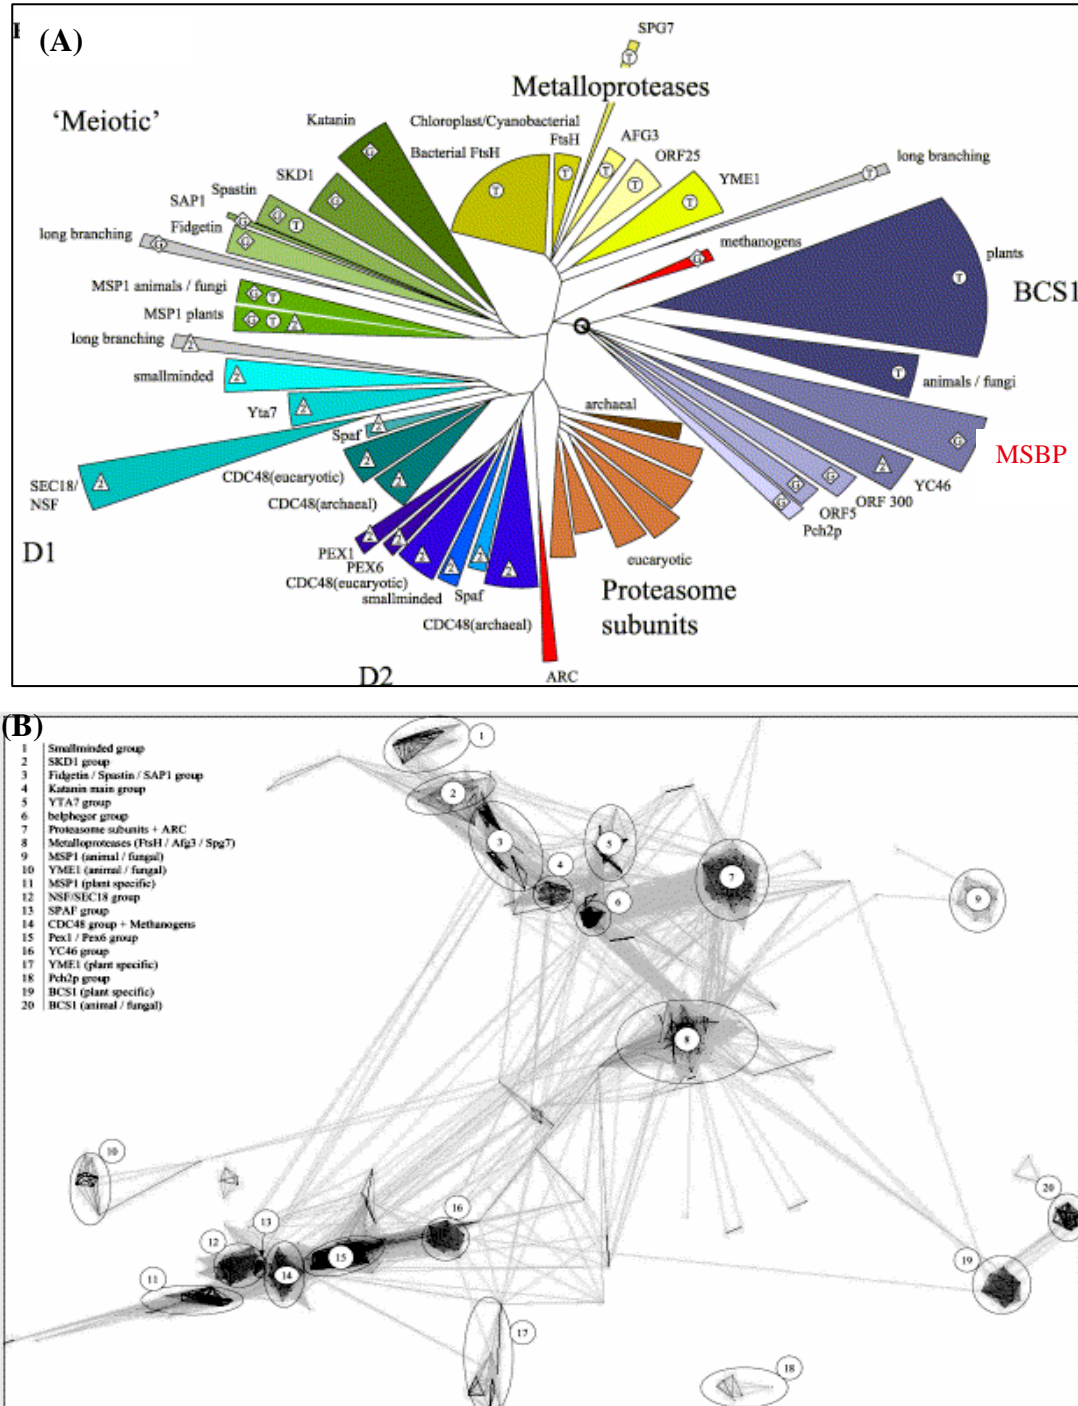 (A)
SPG7
Metalloproteases
'Meiotic'
Katanin
Chloroplast/Cyanobacterial
FtsH
Bacterial FtsH
AFG3
ORF25
YME1
long branching
SKD1
Spastin
SAP1
Fidgetin
long branching
methanogens
plants
BCS1
MSP1 animals / fungi
MSP1 plants
long branching
smallminded
Yta7
Spaf
animals / fungi
archaeal
MSBP
SEC18/
NSF
CDC48(eucaryotic)
CDC48(archaeal)
YC46
ORF 300
ORF5
Pch2p
D1
PEX1
PEX6
CDC48(eucaryotic)
smallminded
Spaf
CDC48(archaeal)
eucaryotic
Proteasome
subunits
D2
ARC
(B)
1 Smallminded group
2 SKD1 group
3 Fidgetin / Spastin / SAP1 group
4 Katanin main group
5 YTA7 group
6 belphegor group
7 Proteasome subunits + ARC
8 Metalloproteases (FtsH / Afg3 / Spg7)
9 MSP1 (animal / fungal)
10 YME1 (animal / fungal)
11 MSP1 (plant specific)
12 NSF/SEC18 group
13 SPAF group
14 CDC48 group + Methanogens
15 Pex1 / Pex6 group
16 YC46 group
17 YME1 (plant specific)
18 Pch2p group
19 BCS1 (plant specific)
20 BCS1 (animal / fungal)
1
2
3
4
5
6
7
8
9
10
11
12
13
14
15
16
17
18
19
20